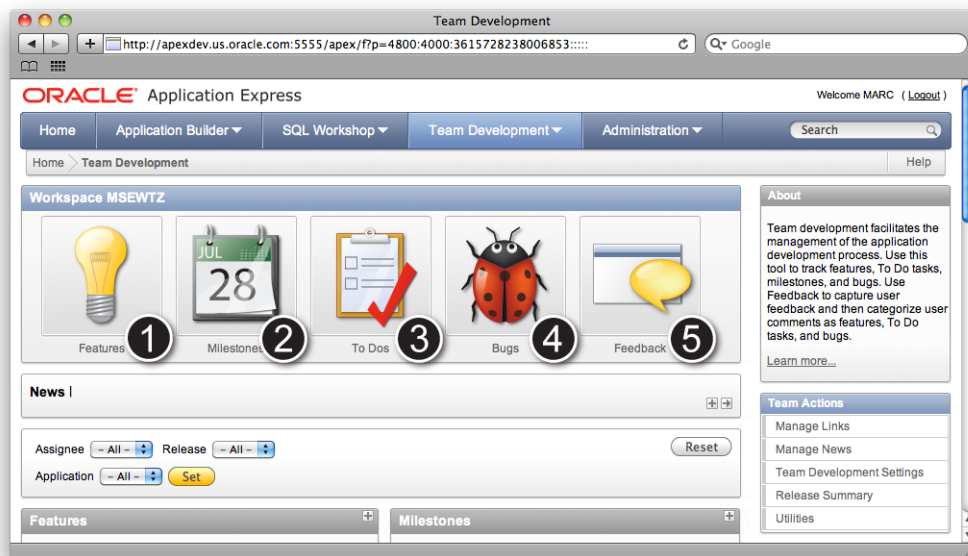 Team Development
http://apexdev.us.oracle.com:5555/apex/f?p=4800:4000:3615728238006853:::::
Google
ORACLE Application Express
Welcome MARC ( Logout )
Home Application Builder SQL Workshop Team Development Administration Search
Home Team Development Help
Workspace MSEWTZ
JUL
28
1 2 3 4 5
Features Milestones To Dos Bugs Feedback
News
Assignee - All - Release - All - Reset
Application - All - Set
Features Milestones
About
Team development facilitates the
management of the application
development process. Use this
tool to track features, To Do tasks,
milestones, and bugs. Use
Feedback to capture user
feedback and then categorize user
comments as features, To Do
tasks, and bugs.
Learn more...
Team Actions
Manage Links
Manage News
Team Development Settings
Release Summary
Utilities